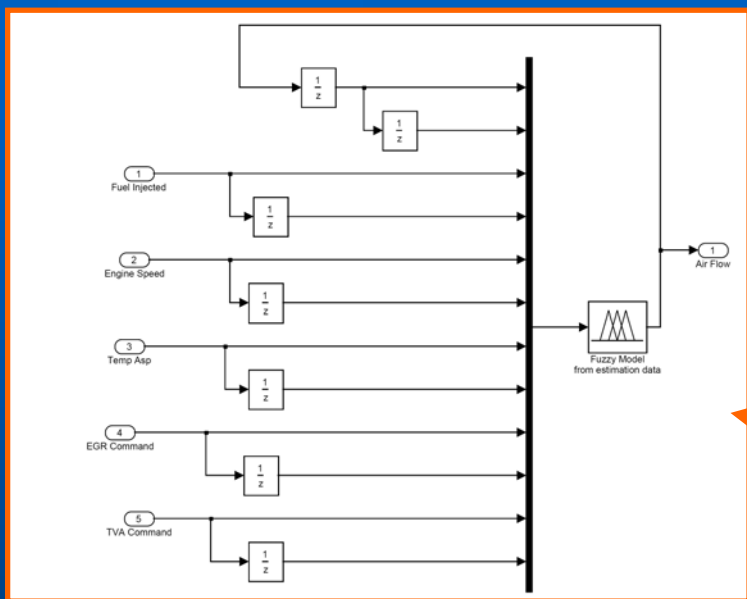 1
z
1
z
1
Fuel Injected
1
z
2
Engine Speed
1
z
1
Air Flow
3
Temp Asp
Fuzzy Model
from estimation data
1
z
4
EGR Command
1
z
5
TVA Command
1
z